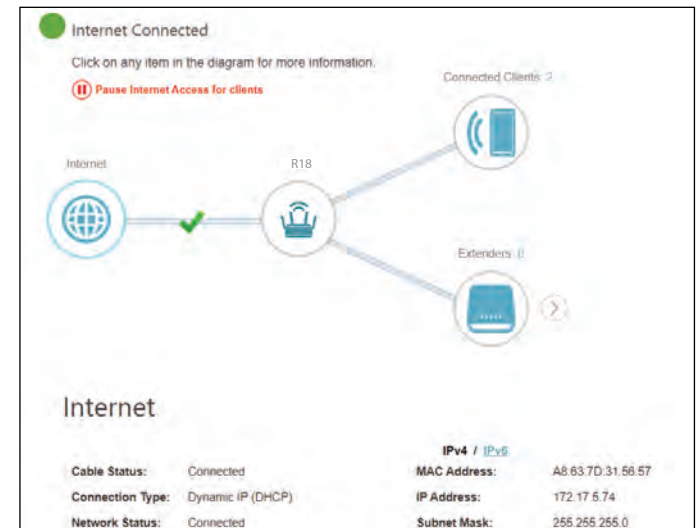 Internet Connected
Click on any item in the diagram for more information.
Pause Internet Access for clients
Connected Clients: 2
Internet
R18
Extenders: 0
Internet
IPv4 / IPv6
Cable Status: Connected MAC Address: A8:63:7D:31:56:57
Connection Type: Dynamic IP (DHCP) IP Address: 172.17.5.74
Network Status: Connected Subnet Mask: 255.255.255.0